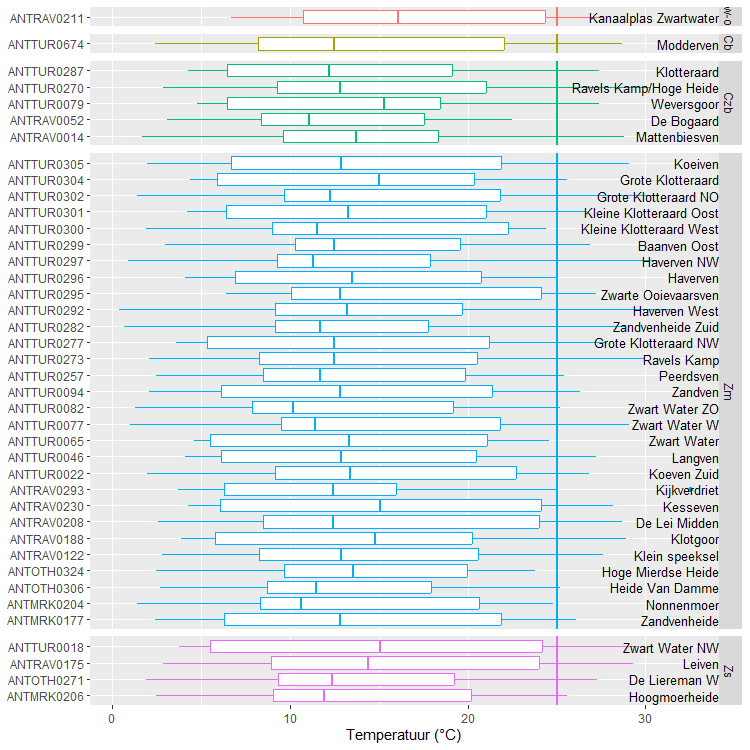 ANTRAV0211 Kanaalplas Zwartwater
ANTTUR0674 Modderven Cb
ANTTUR0287 Klotteraard
ANTTUR0270 Ravels Kamp/Hoge Heide
ANTTUR0079 Weversgoor Czb
ANTRAV0052 De Bogaard
ANTRAV0014 Mattenbiesven
ANTTUR0305 Koeiven
ANTTUR0304 Grote Klotteraard
ANTTUR0302 Grote Klotteraard NO
ANTTUR0301 Kleine Klotteraard Oost
ANTTUR0300 Kleine Klotteraard West
ANTTUR0299 Baanven Oost
ANTTUR0297 Haverven NW
ANTTUR0296 Haverven
ANTTUR0295 Zwarte Ooievaarsven
ANTTUR0292 Haverven West
ANTTUR0282 Zandvenheide Zuid
ANTTUR0277 Grote Klotteraard NW
ANTTUR0273 Ravels Kamp
ANTTUR0257 Peerdsven
ANTTUR0094 Zandven Zm
ANTTUR0082 Zwart Water ZO
ANTTUR0077 Zwart Water W
ANTTUR0065 Zwart Water
ANTTUR0046 Langven
ANTTUR0022 Koeven Zuid
ANTRAV0293 Kijkverdriet
ANTRAV0230 Kesseven
ANTRAV0208 De Lei Midden
ANTRAV0188 Klotgoor
ANTRAV0122 Klein speeksel
ANTOTH0324 Hoge Mierdse Heide
ANTOTH0306 Heide Van Damme
ANTMRK0204 Nonnenmoer
ANTMRK0177 Zandvenheide
ANTTUR0018 Zwart Water NW
ANTRAV0175 Leiven Zs
ANTOTH0271 De Liereman W
ANTMRK0206 Hoogmoerheide
0 10 20 30
Temperatuur (°C)